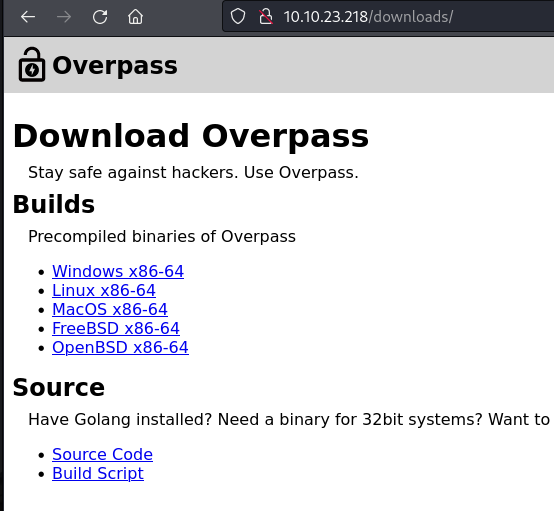 10.10.23.218/downloads/
Overpass
Download Overpass
Stay safe against hackers. Use Overpass.
Builds
Precompiled binaries of Overpass
Windows x86-64
Linux x86-64
MacOS x86-64
FreeBSD x86-64
OpenBSD x86-64
Source
Have Golang installed? Need a binary for 32bit systems? Want to
Source Code
Build Script